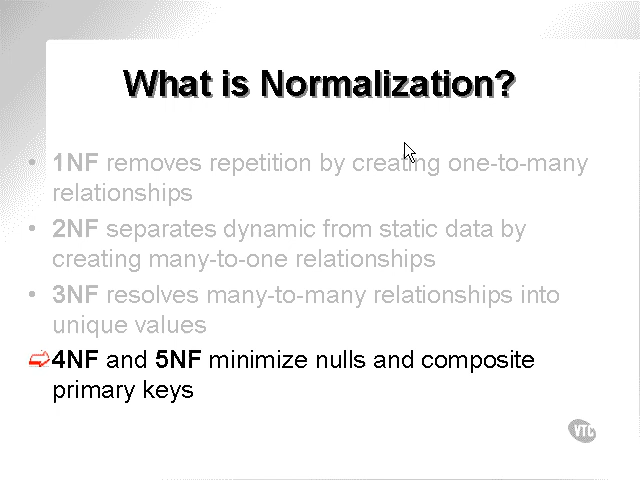 What is Normalization?
• 1NF removes repetition by creating one-to-many
relationships
• 2NF separates dynamic from static data by
creating many-to-one relationships
• 3NF resolves many-to-many relationships into
unique values
4NF and 5NF minimize nulls and composite
primary keys
VTC